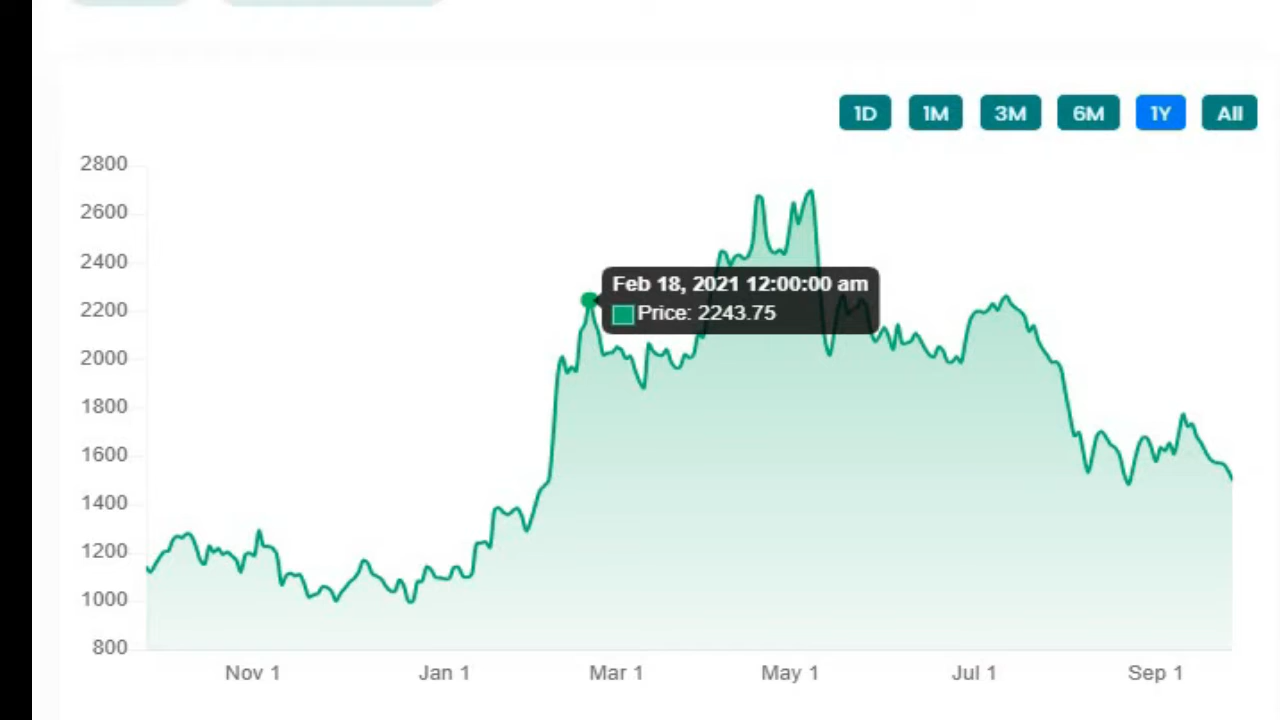 1D 1M 3M 6M 1Y All
2800
2600
2400
2200
2000
1800
1600
1400
1200
1000
800
Feb 18, 2021 12:00:00 am
Price: 2243.75
Nov 1 Jan 1 Mar 1 May 1 Jul 1 Sep 1